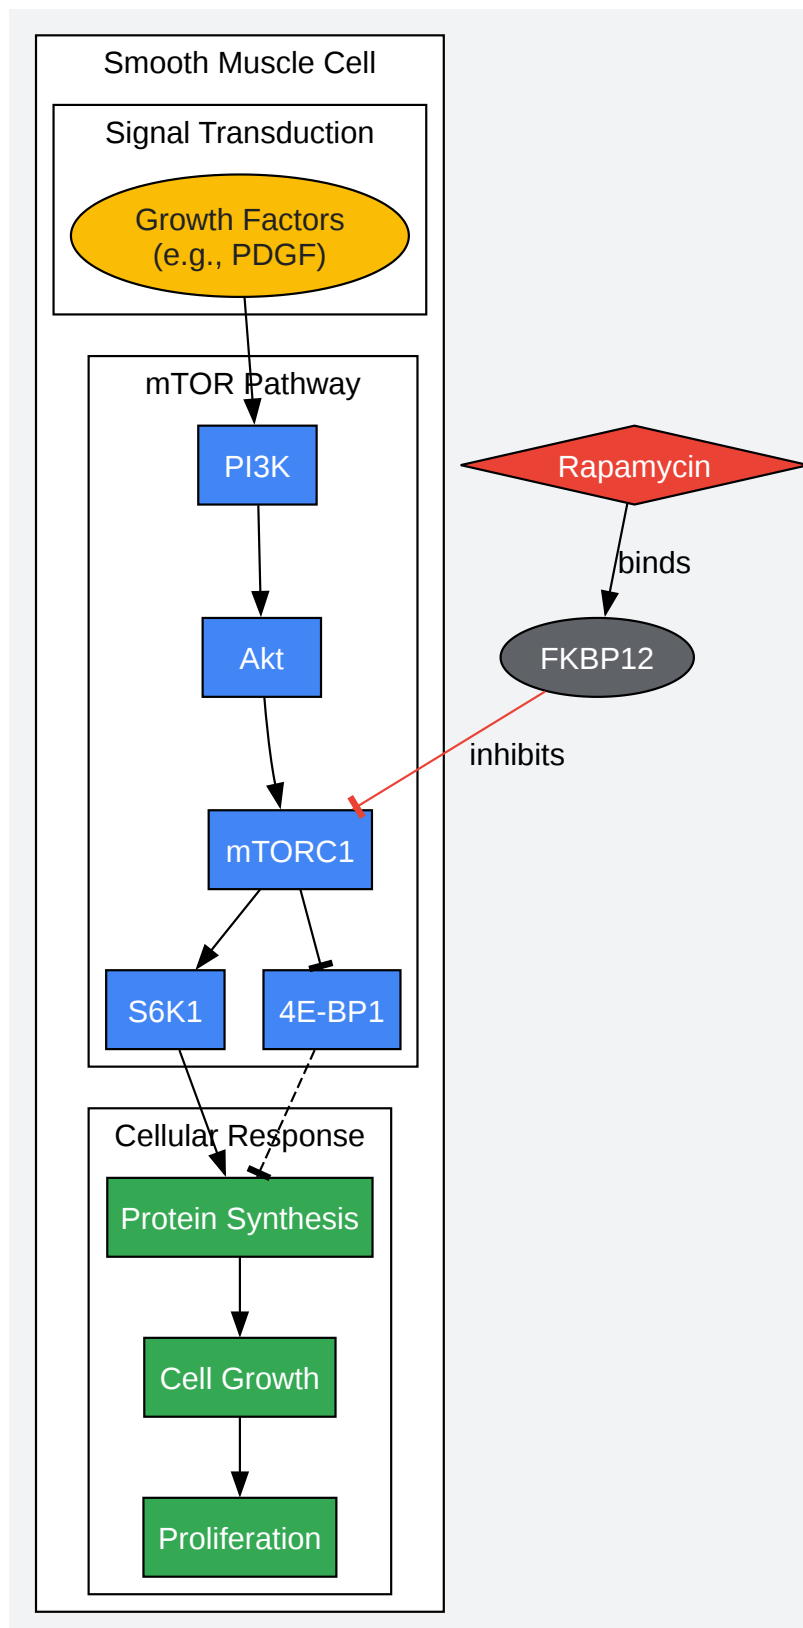 Smooth Muscle Cell
Signal Transduction
Growth Factors
(e.g., PDGF)
mTOR Pathway
PI3K
Rapamycin
binds
Akt
FKBP12
inhibits
mTORC1
S6K1
4E-BP1
Cellular Response
Protein Synthesis
Cell Growth
Proliferation